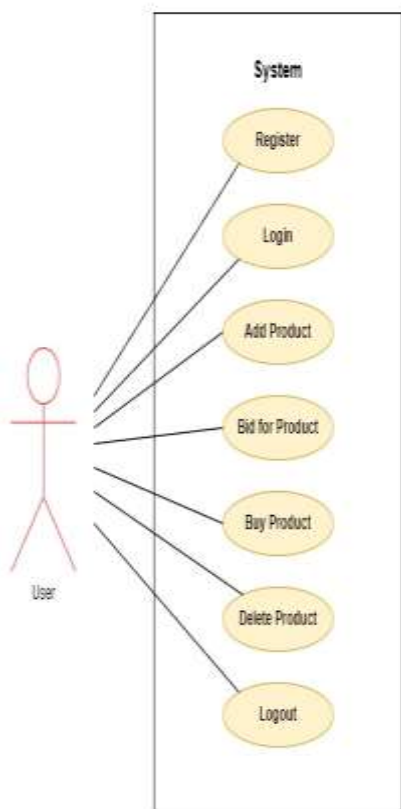 System
Register
Login
Add Product
Bid for Product
Buy Product
Delete Product
Logout
User